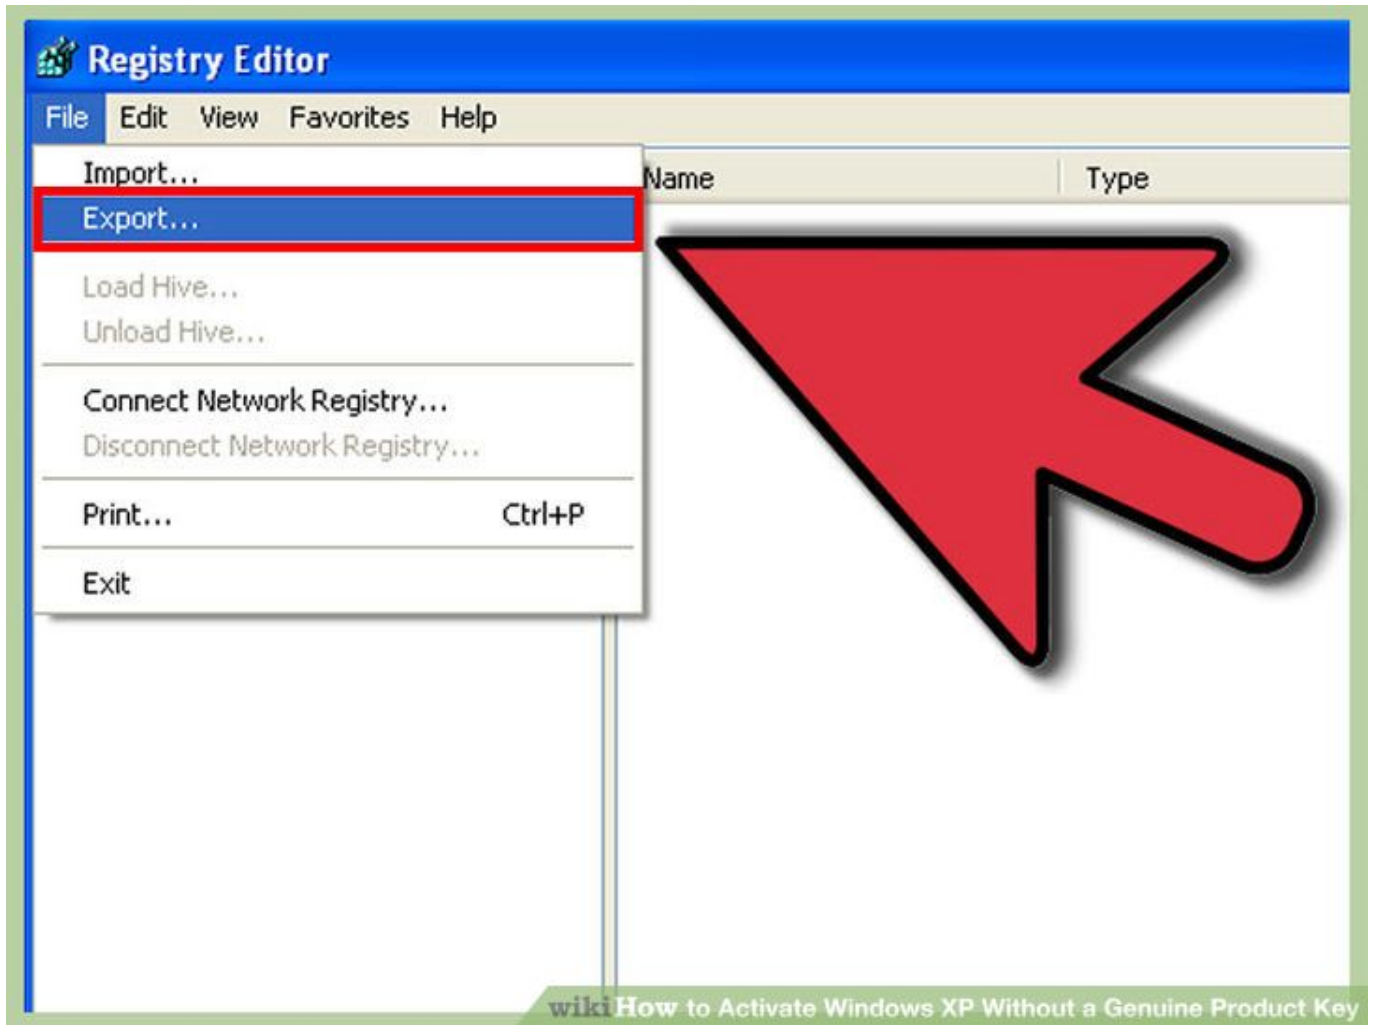 Registry Editor
File Edit View Favorites Help
Import...
Name Type
Export...
Load Hive...
Unload Hive...
Connect Network Registry...
Disconnect Network Registry...
Print... Ctrl+P
Exit
wikiHow to Activate Windows XP Without a Genuine Product Key